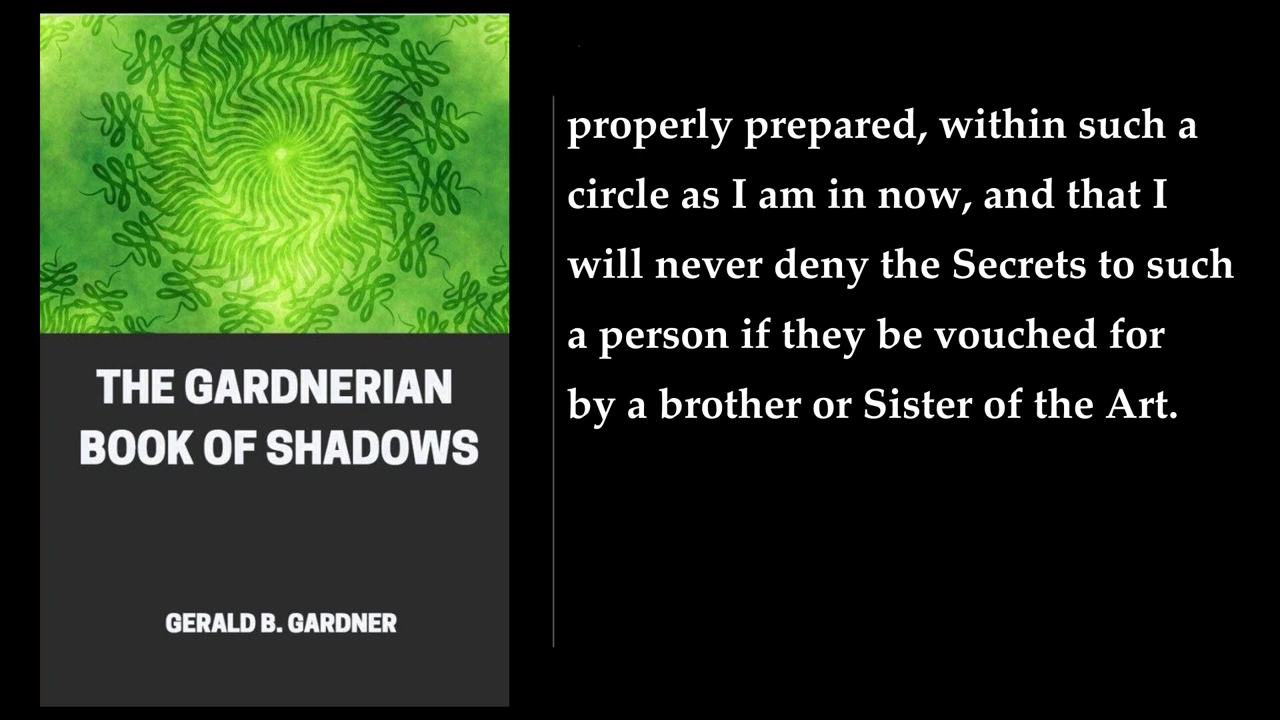 THE GARDNERIAN
BOOK OF SHADOWS
GERALD B. GARDNER
properly prepared, within such a
circle as I am in now, and that I
will never deny the Secrets to such
a person if they be vouched for
by a brother or Sister of the Art.